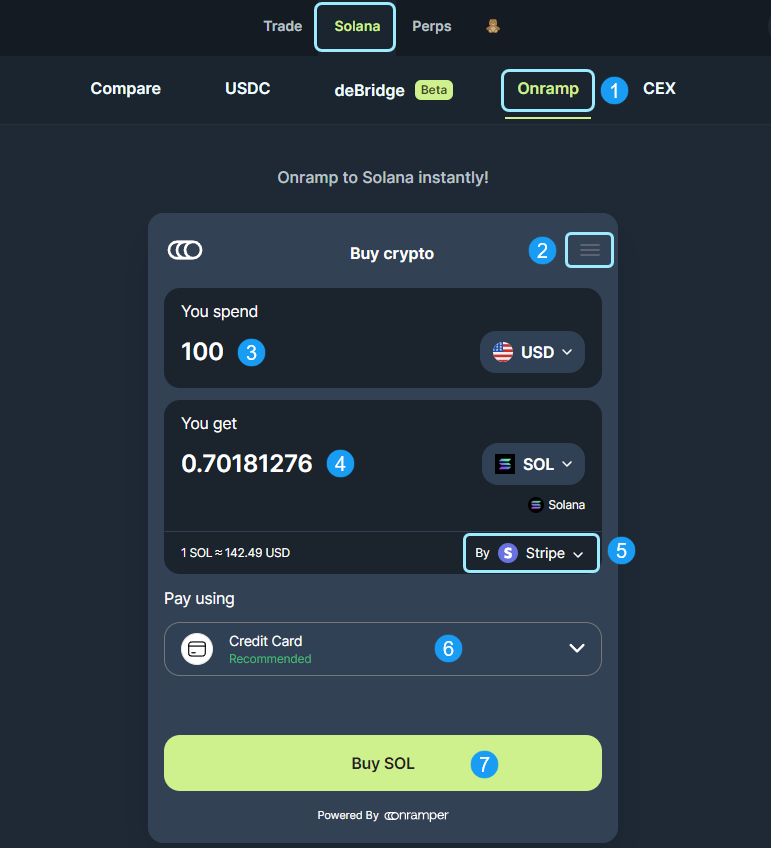 Trade Solana Perps
Compare USDC deBridge Beta Onramp 1 CEX
Onramp to Solana instantly!
Buy crypto 2
You spend
100 3 USD
You get
0.70181276 4 SOL
Solana
1 SOL ≈ 142.49 USD By S Stripe 5
Pay using
Credit Card 6
Recommended
Buy SOL 7
Powered By onramper